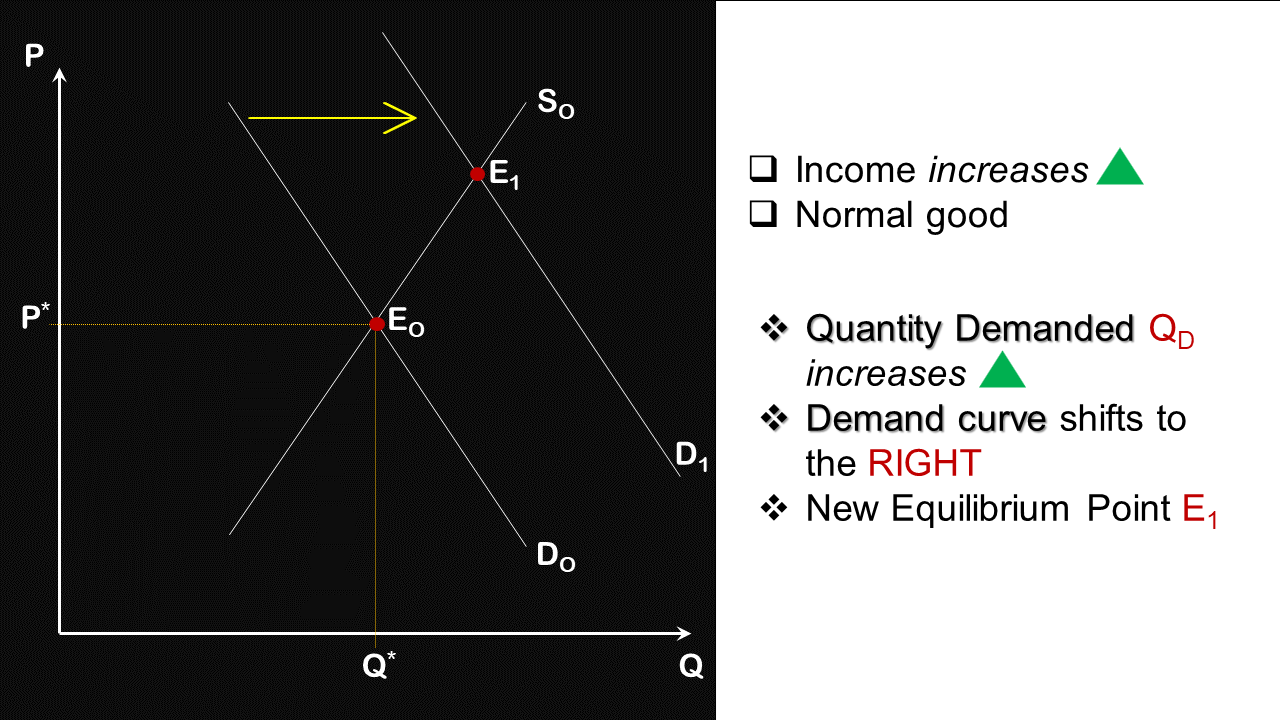 P
S₀
E₁
P*
E₀
D₁
D₀
Q*
Q
❑ Income increases
❑ Normal good
❖ Quantity Demanded Q_D
increases
❖ Demand curve shifts to
the RIGHT
❖ New Equilibrium Point E₁